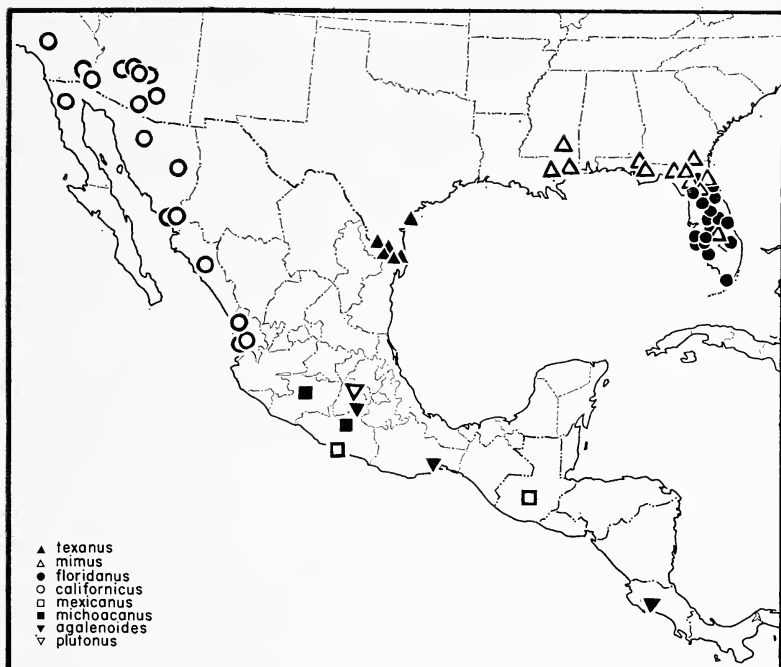 texanus
mimus
floridanus
californicus
mexicanus
michoacanus
agalenoides
plutonus